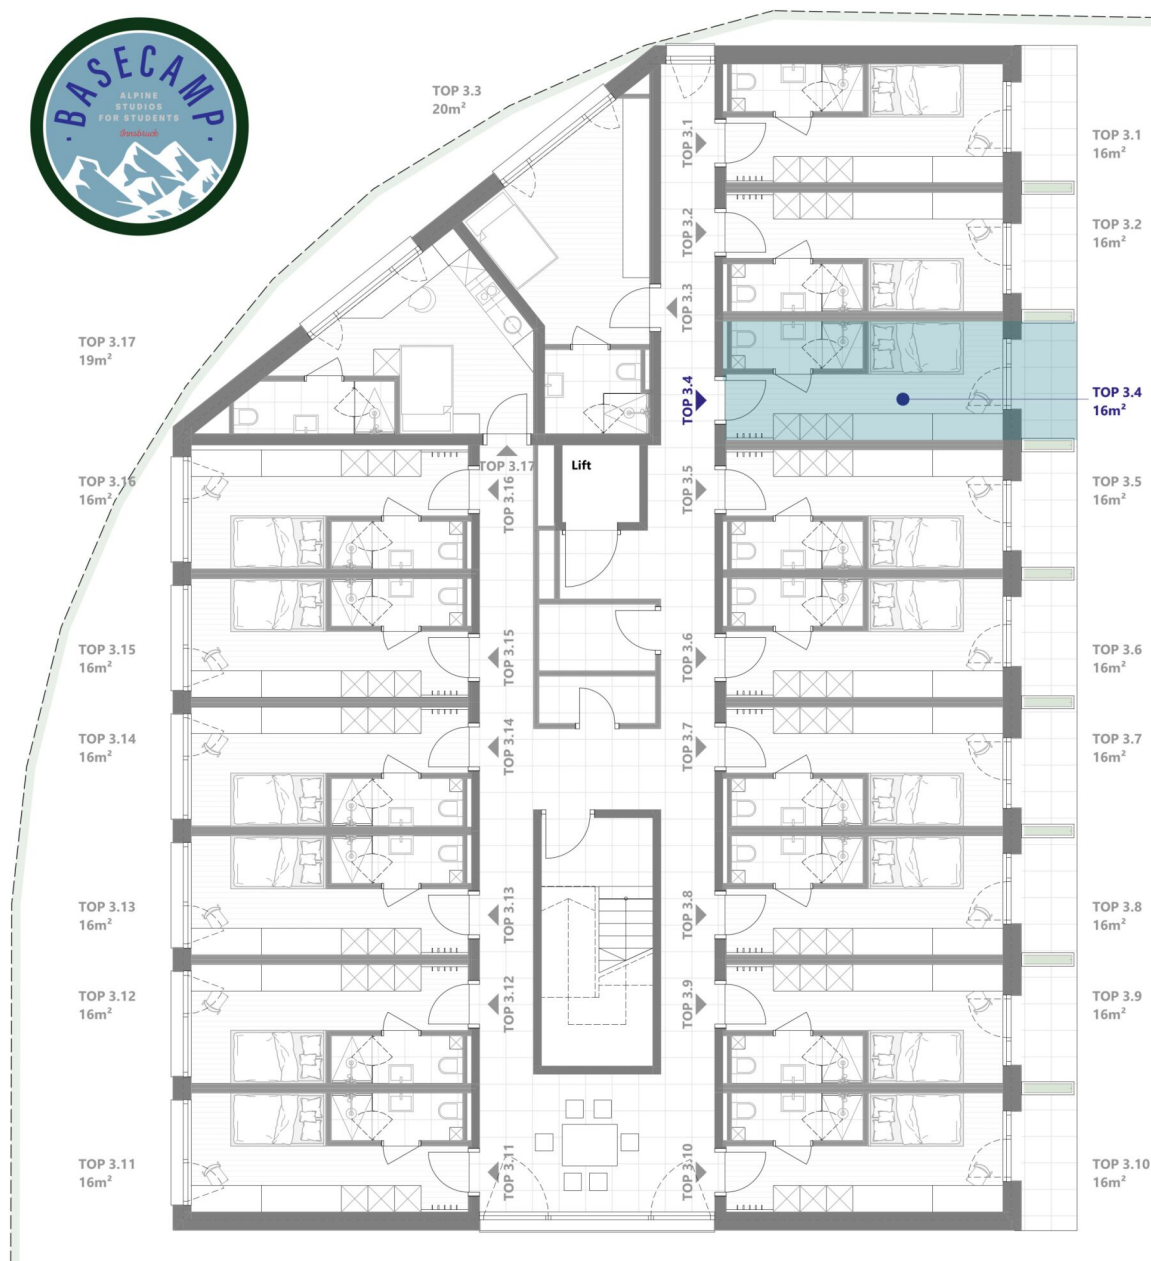 BASECAMP
ALPINE
STUDIOS
FOR STUDENTS
Innsbruck
TOP 3.3
20m²
TOP 3.17
19m²
TOP 3.16
16m²
TOP 3.15
16m²
TOP 3.14
16m²
TOP 3.13
16m²
TOP 3.12
16m²
TOP 3.11
16m²
TOP 3.1
TOP 3.2
TOP 3.3
TOP 3.4
TOP 3.5
TOP 3.6
TOP 3.7
TOP 3.8
TOP 3.9
TOP 3.10
TOP 3.17
Lift
TOP 3.16
TOP 3.15
TOP 3.14
TOP 3.13
TOP 3.12
TOP 3.11
TOP 3.1
16m²
TOP 3.2
16m²
TOP 3.4
16m²
TOP 3.5
16m²
TOP 3.6
16m²
TOP 3.7
16m²
TOP 3.8
16m²
TOP 3.9
16m²
TOP 3.10
16m²